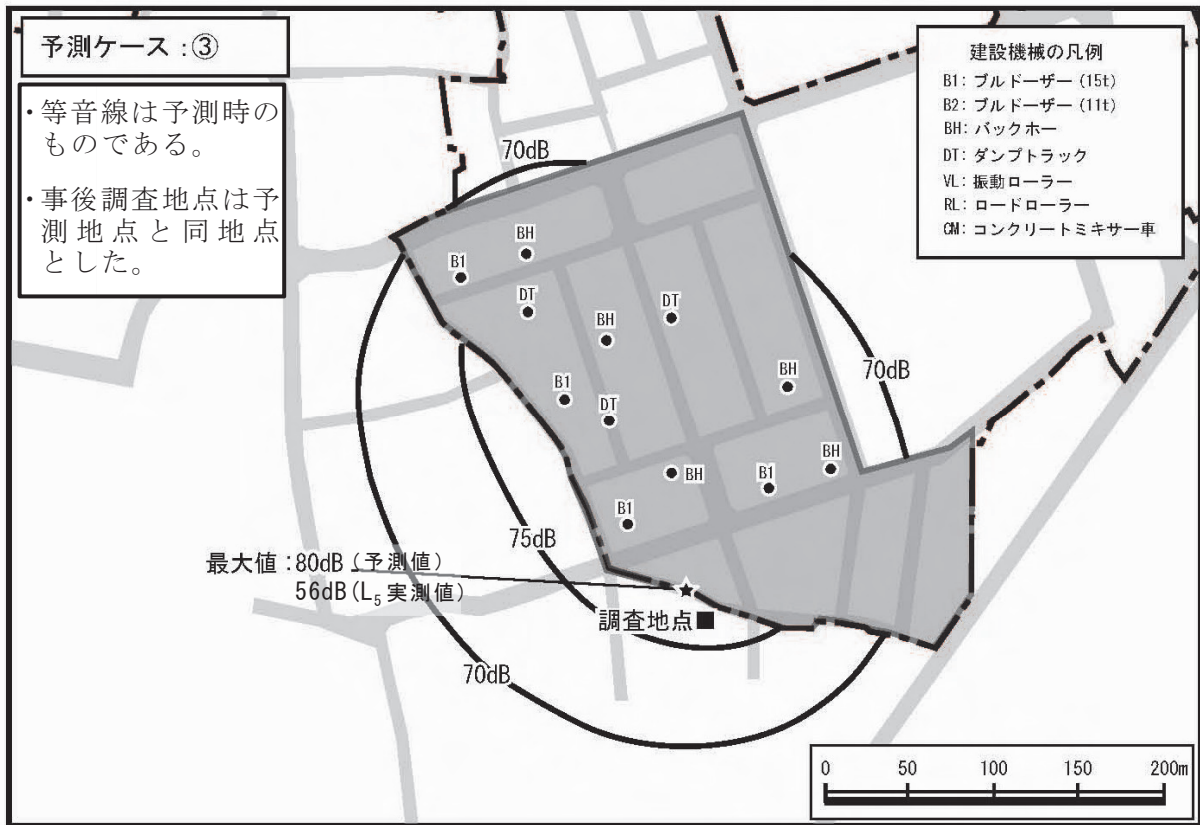 予測ケース：③
・等音線は予測時の
ものである。
・事後調査地点は予
測地点と同地点
とした。
建設機械の凡例
B1: ブルドーザー (15t)
B2: ブルドーザー (11t)
BH: バックホー
DT: ダンプトラック
VL: 振動ローラー
RL: ロードローラー
CM: コンクリートミキサー車
70dB
BH
B1
DT
DT
BH
70dB
BH
B1
DT
BH
BH
B1
B1
75dB
最大値：80dB (予測値)
56dB (L₅ 実測値)
調査地点■
70dB
0 50 100 150 200m